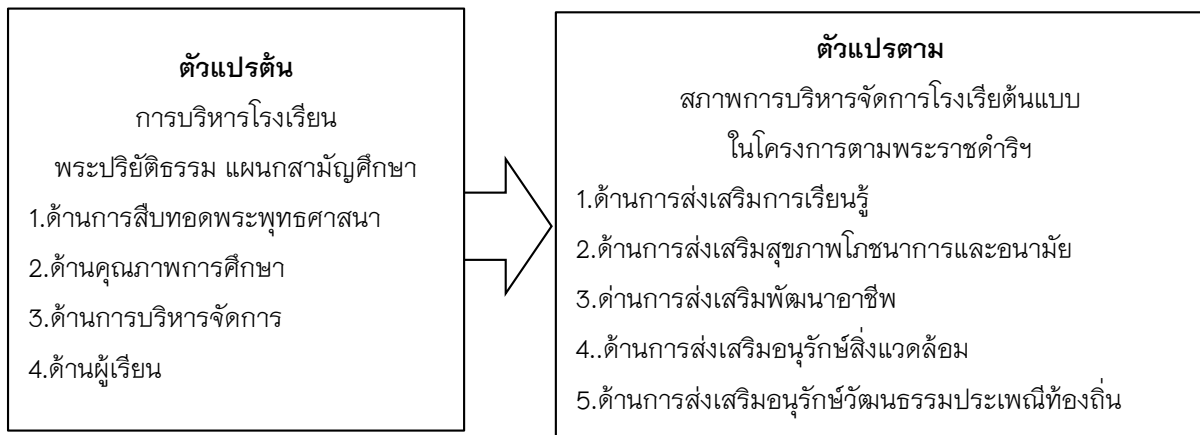 ตัวแปรต้น
การบริหารโรงเรียน
พระปริยัติธรรม แผนกสามัญศึกษา
1.ด้านการสืบทอดพระพุทธศาสนา
2.ด้านคุณภาพการศึกษา
3.ด้านการบริหารจัดการ
4.ด้านผู้เรียน
ตัวแปรตาม
สภาพการบริหารจัดการโรงเรียต้นแบบ
ในโครงการตามพระราชดำริฯ
1.ด้านการส่งเสริมการเรียนรู้
2.ด้านการส่งเสริมสุขภาพโภชนาการและอนามัย
3.ด่านการส่งเสริมพัฒนาอาชีพ
4..ด้านการส่งเสริมอนุรักษ์สิ่งแวดล้อม
5.ด้านการส่งเสริมอนุรักษ์วัฒนธรรมประเพณีท้องถิ่น